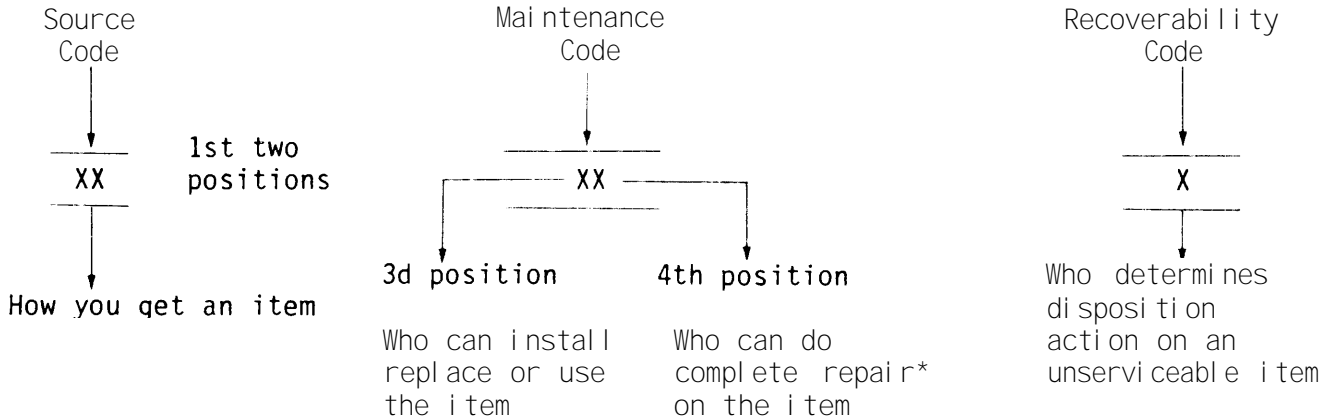 Source
Code
XX
1st two
positions
How you get an item
Maintenance
Code
XX
3d position
Who can install
replace or use
the item
4th position
Who can do
complete repair*
on the item
Recoverability
Code
X
Who determines
disposition
action on an
unserviceable item